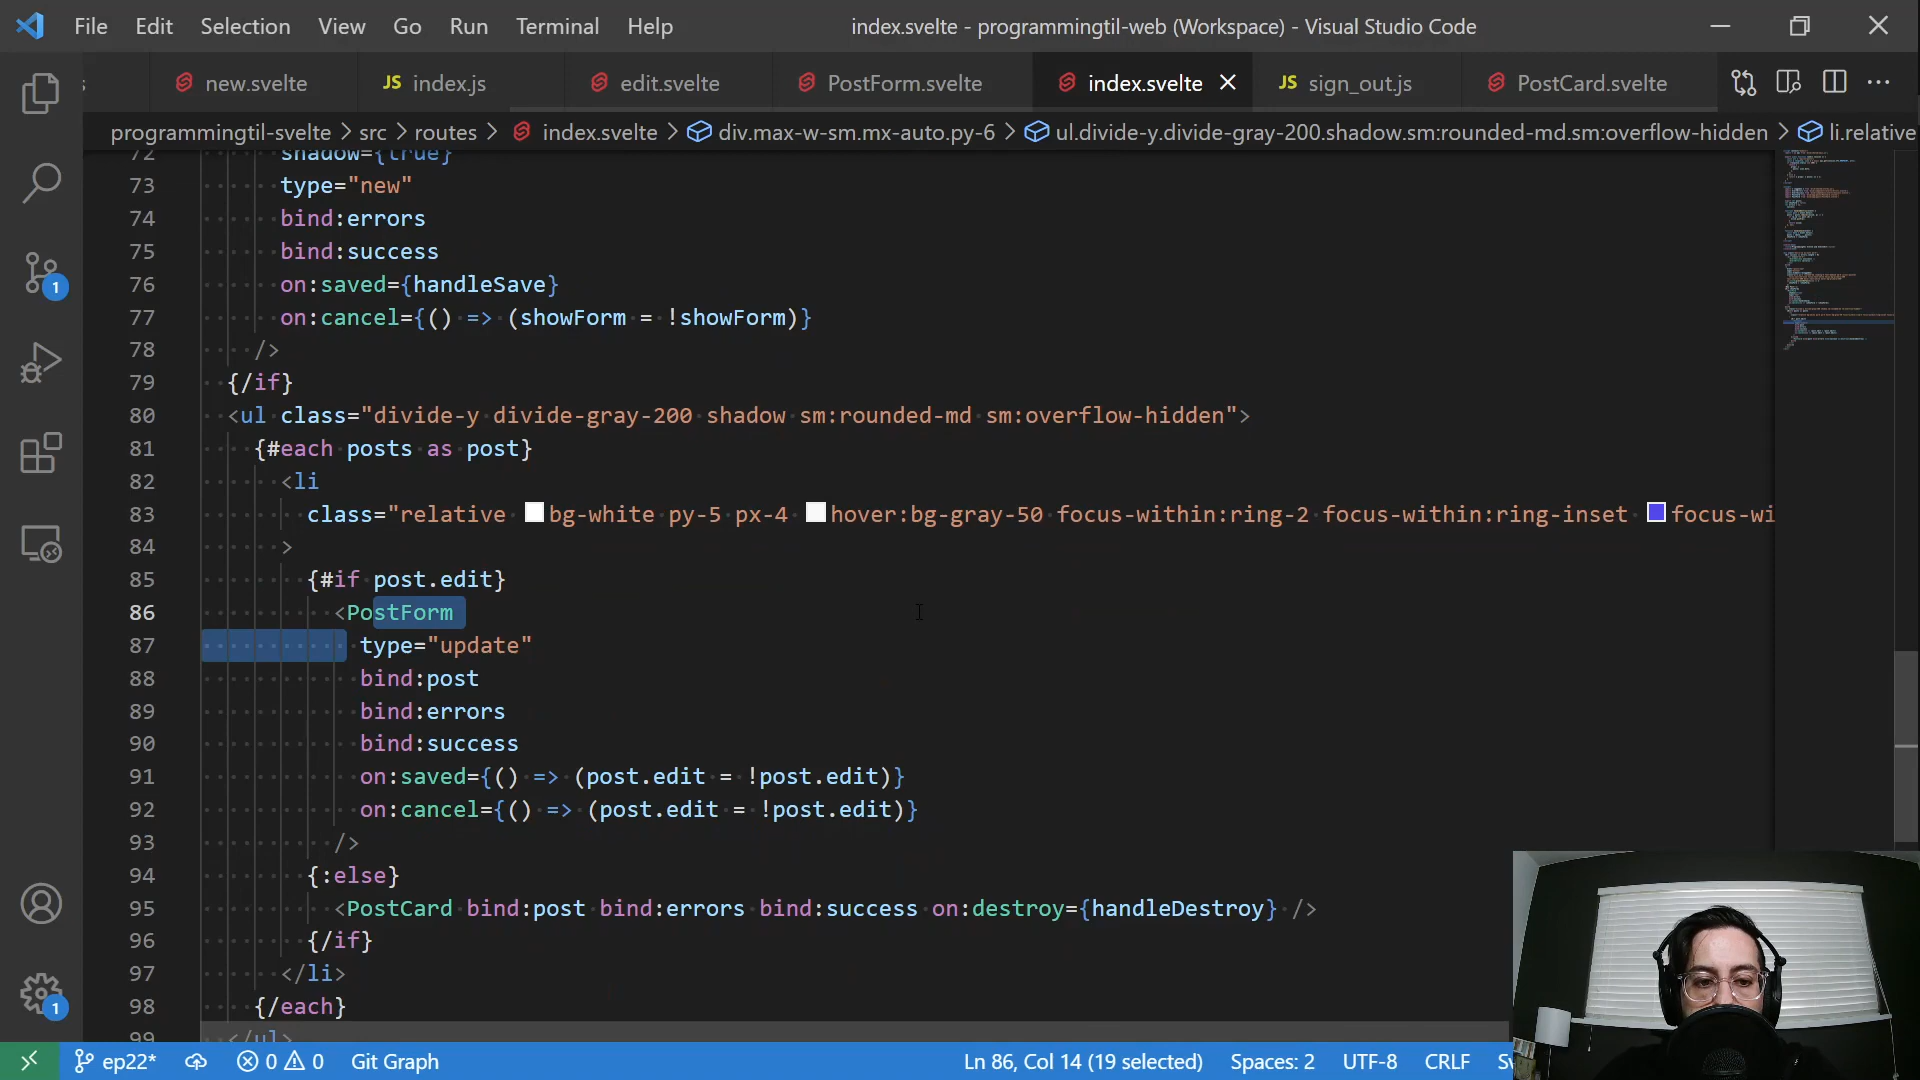 File Edit Selection View Go Run Terminal Help index.svelte - programmingtil-web (Workspace) - Visual Studio Code
s new.svelte JS index.js edit.svelte PostForm.svelte index.svelte JS sign_out.js PostCard.svelte
programmingtil-svelte > src > routes > index.svelte > div.max-w-sm.mx-auto.py-6 > ul.divide-y.divide-gray-200.shadow.sm:rounded-md.sm:overflow-hidden > li.relative
72 shadow={true}
73 type="new"
74 bind:errors
75 bind:success
76 on:saved={handleSave}
77 on:cancel={() => (showForm = !showForm)}
78 />
79 {/if}
80 <ul class="divide-y divide-gray-200 shadow sm:rounded-md sm:overflow-hidden">
81 {#each posts as post}
82 <li
83 class="relative bg-white py-5 px-4 hover:bg-gray-50 focus-within:ring-2 focus-within:ring-inset focus-wi
84 >
85 {#if post.edit}
86 <PostForm
87 type="update"
88 bind:post
89 bind:errors
90 bind:success
91 on:saved={() => (post.edit = !post.edit)}
92 on:cancel={() => (post.edit = !post.edit)}
93 />
94 {:else}
95 <PostCard bind:post bind:errors bind:success on:destroy={handleDestroy} />
96 {/if}
97 </li>
98 {/each}
99 </ul>
1
1
ep22* 0 0 Git Graph Ln 86, Col 14 (19 selected) Spaces: 2 UTF-8 CRLF Sv